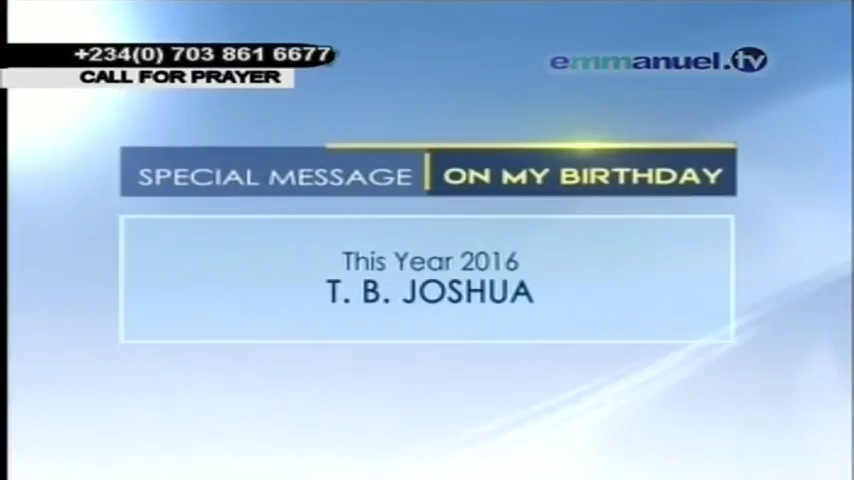 +234(0) 703 861 6677
CALL FOR PRAYER
emmanuel.tv
SPECIAL MESSAGE
ON MY BIRTHDAY
This Year 2016
T. B. JOSHUA